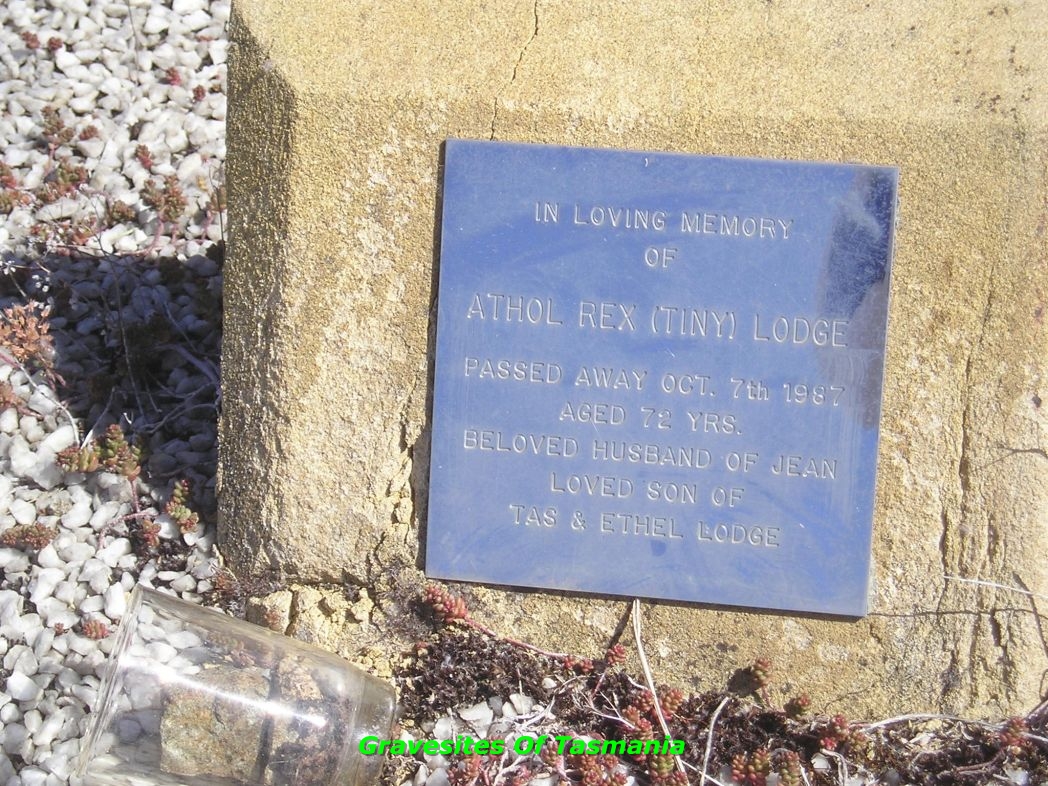 IN LOVING MEMORY
OF
ATHOL REX (TINY) LODGE
PASSED AWAY OCT. 7th 1987
AGED 72 YRS.
BELOVED HUSBAND OF JEAN
LOVED SON OF
TAS & ETHEL LODGE
Gravesites Of Tasmania